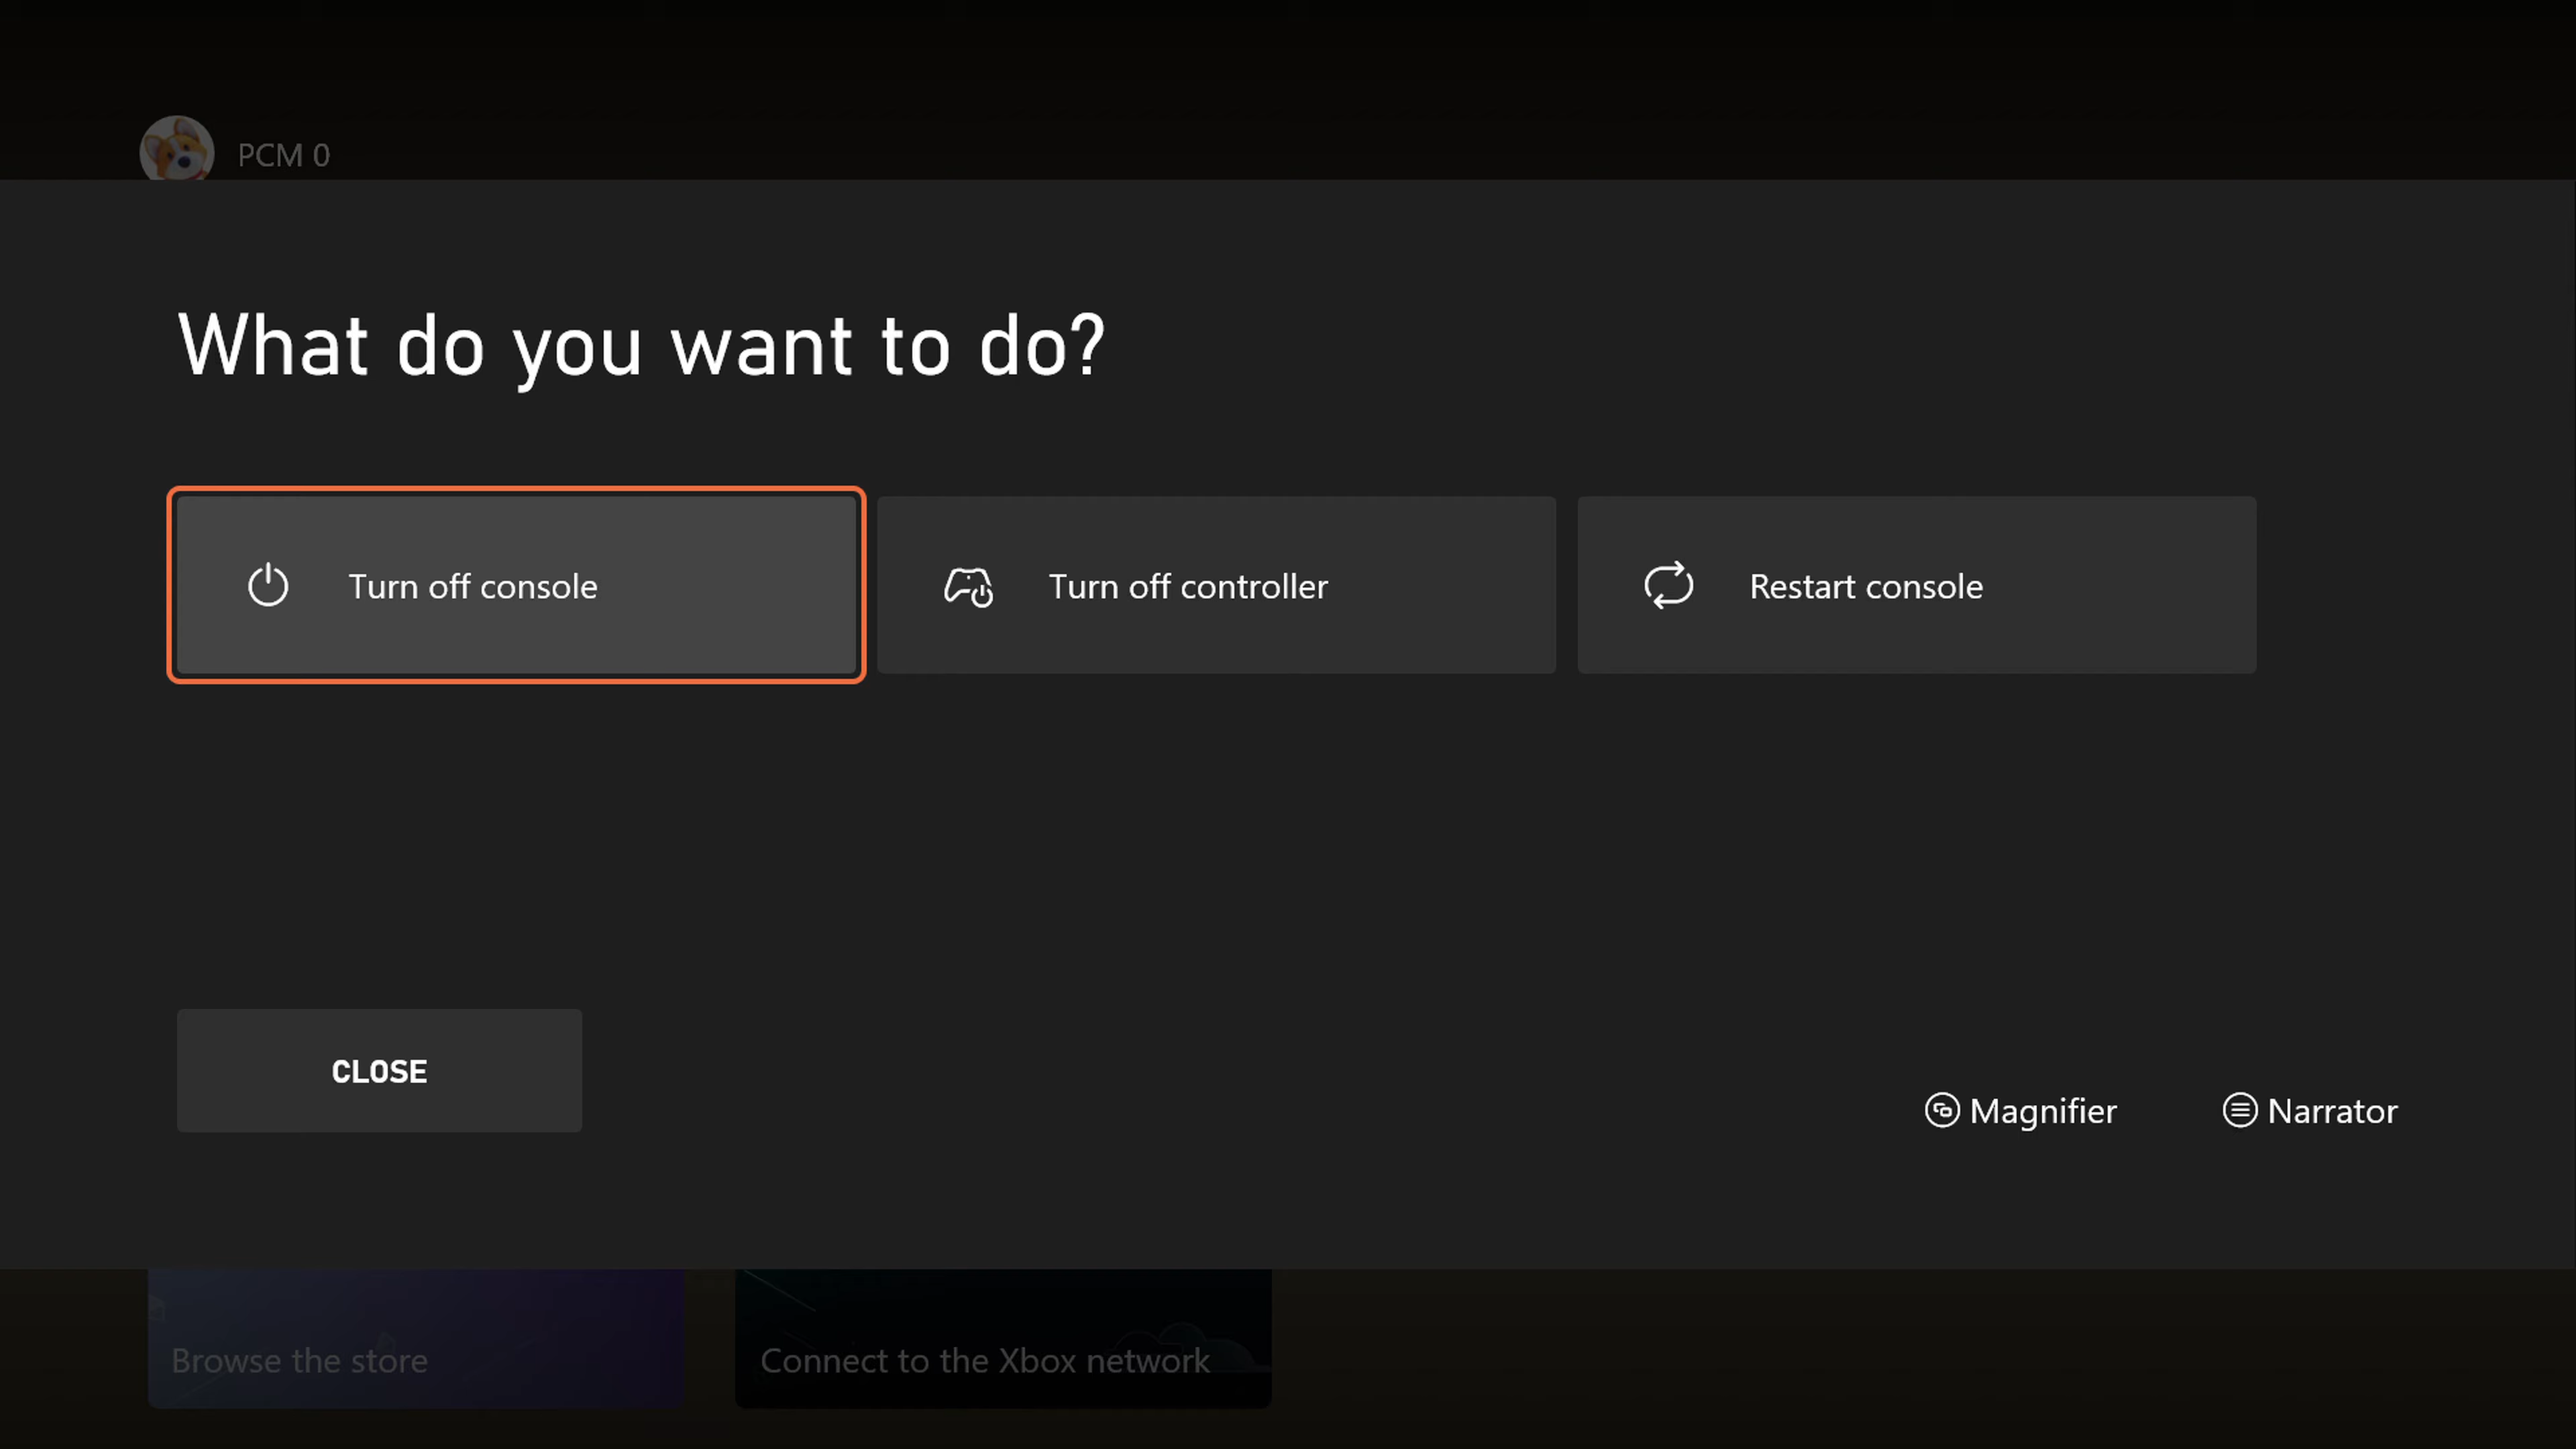 PCM 0
What do you want to do?
Turn off console
Turn off controller
Restart console
CLOSE
Magnifier
Narrator
Browse the store
Connect to the Xbox network